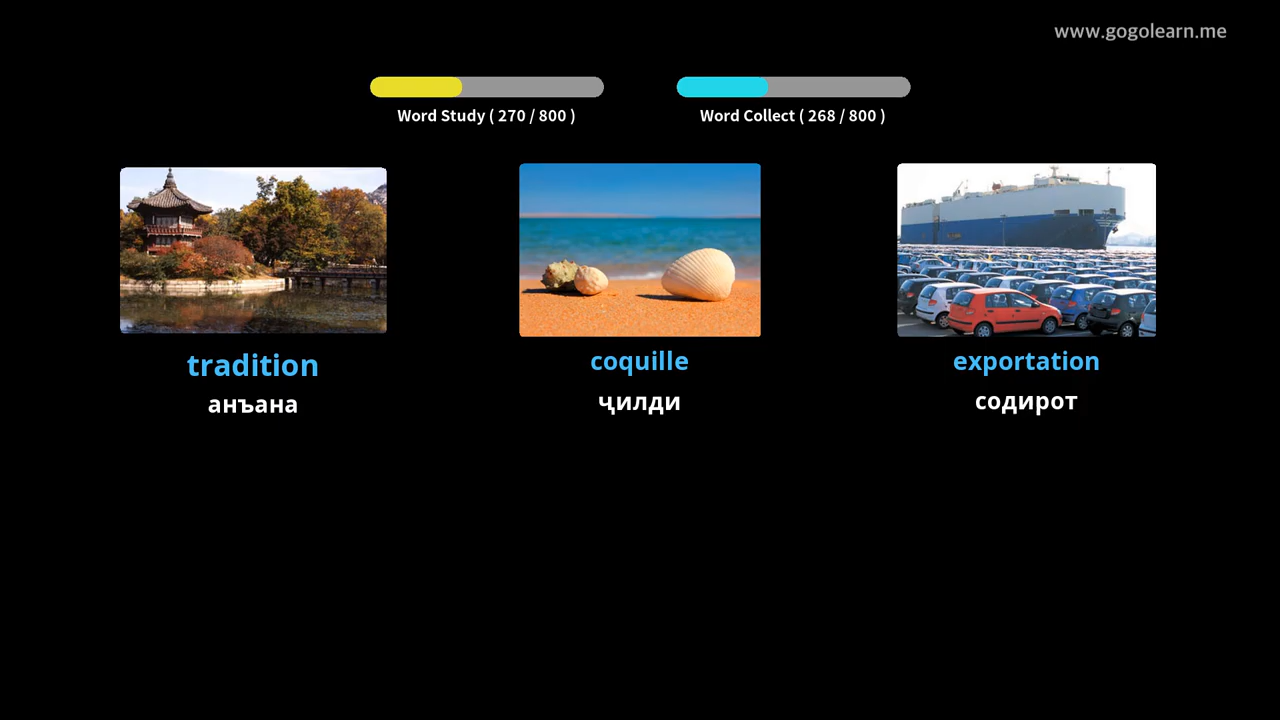 www.gogolearn.me
Word Study ( 270 / 800 )
Word Collect ( 268 / 800 )
tradition
анъана
coquille
ҷилди
exportation
содирот